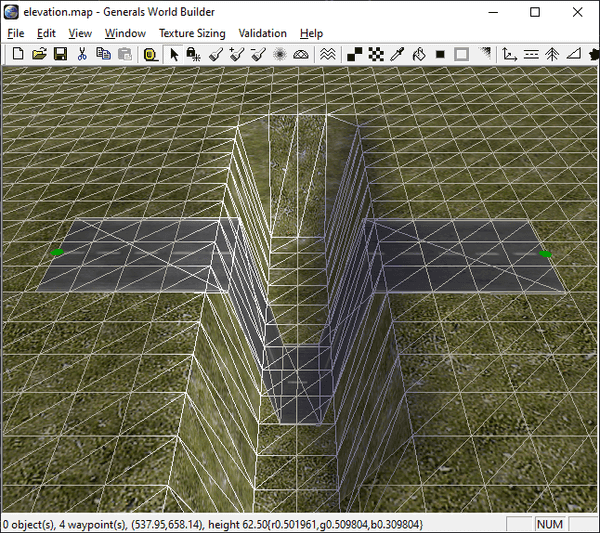 elevation.map - Generals World Builder
File Edit View Window Texture Sizing Validation Help
0 object(s), 4 waypoint(s), (537.95,658.14), height 62.50{r0.501961,g0.509804,b0.309804} NUM